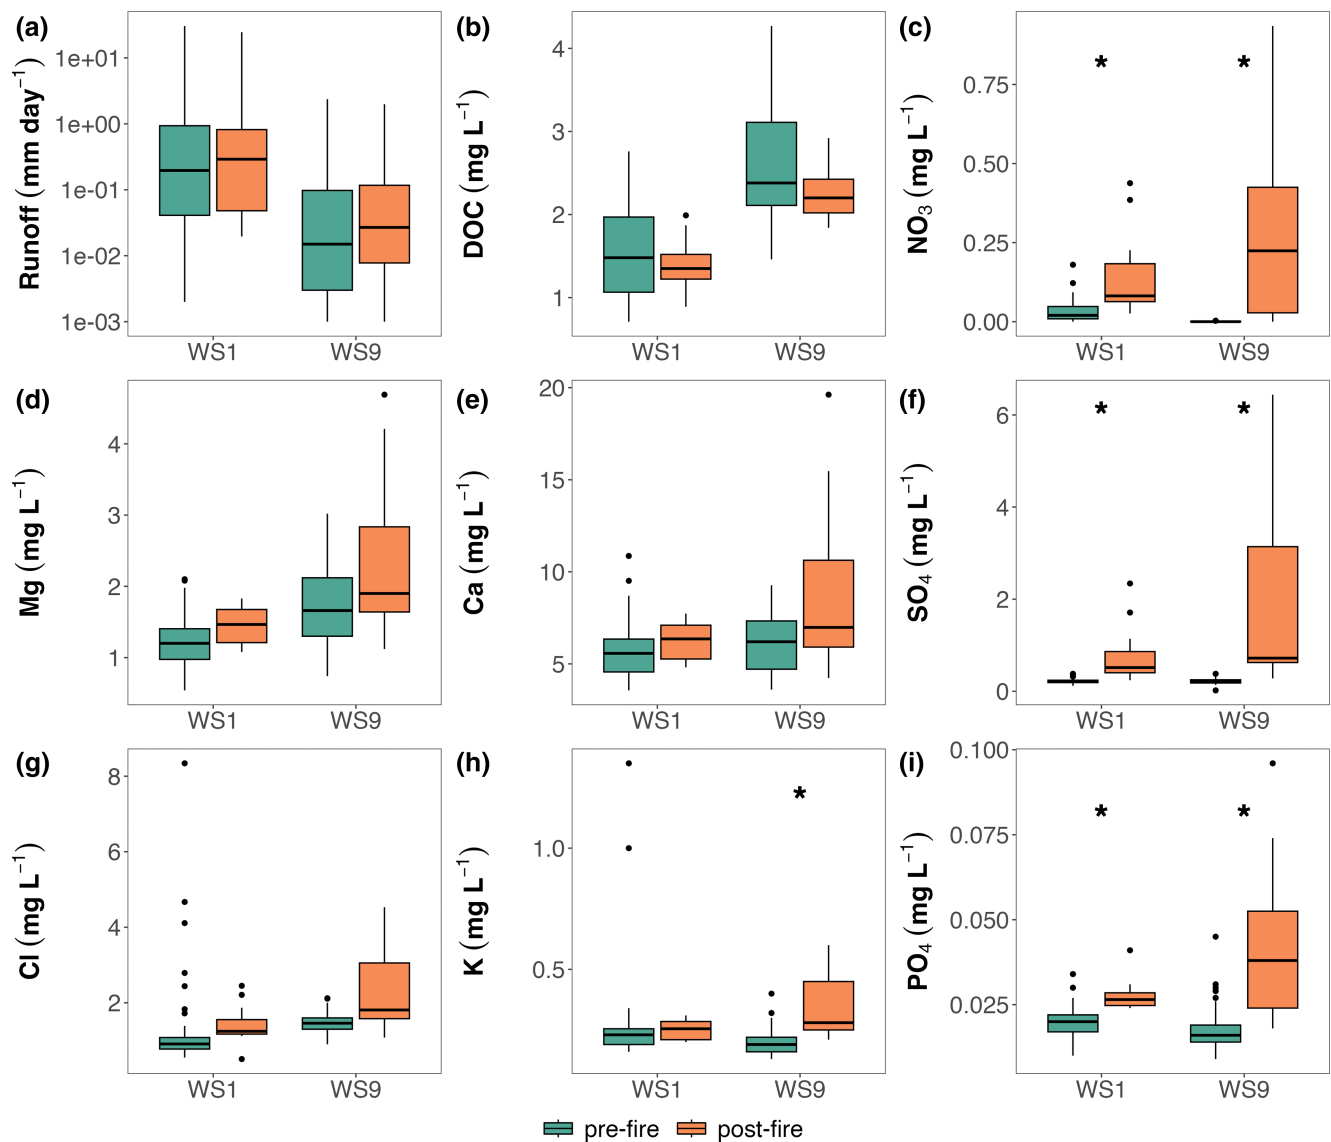 (a)
Runoff (mm day⁻¹)
1e+01
1e+00
1e-01
1e-02
1e-03
WS1 WS9
(b)
DOC (mg L⁻¹)
4
3
2
1
WS1 WS9
(c)
NO₃ (mg L⁻¹)
0.75
0.50
0.25
0.00
* *
WS1 WS9
(d)
Mg (mg L⁻¹)
4
3
2
1
WS1 WS9
(e)
Ca (mg L⁻¹)
20
15
10
5
WS1 WS9
(f)
SO₄ (mg L⁻¹)
6
4
2
0
* *
WS1 WS9
(g)
Cl (mg L⁻¹)
8
6
4
2
WS1 WS9
(h)
K (mg L⁻¹)
1.0
0.5
*
WS1 WS9
(i)
PO₄ (mg L⁻¹)
0.100
0.075
0.050
0.025
* *
WS1 WS9
pre-fire post-fire